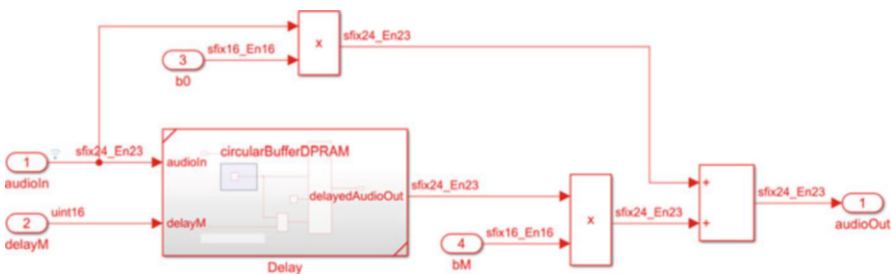 x
sfix24_En23
3
sfix16_En16
b0
circularBufferDPRAM
1
sfix24_En23
audioIn
audioIn
delayedAudioOut
sfix24_En23
+
sfix24_En23
1
audioOut
2
uint16
delayM
delayM
x
sfix24_En23
+
4
sfix16_En16
bM
Delay